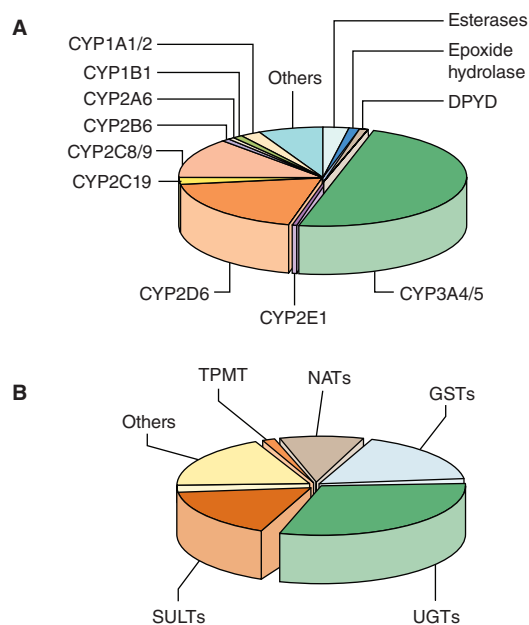 A
Esterases
CYP1A1/2
Epoxide
hydrolase
CYP1B1
Others
CYP2A6
DPYD
CYP2B6
CYP2C8/9
CYP2C19
CYP2D6
CYP3A4/5
CYP2E1
B
TPMT
NATs
GSTs
Others
SULTs
UGTs